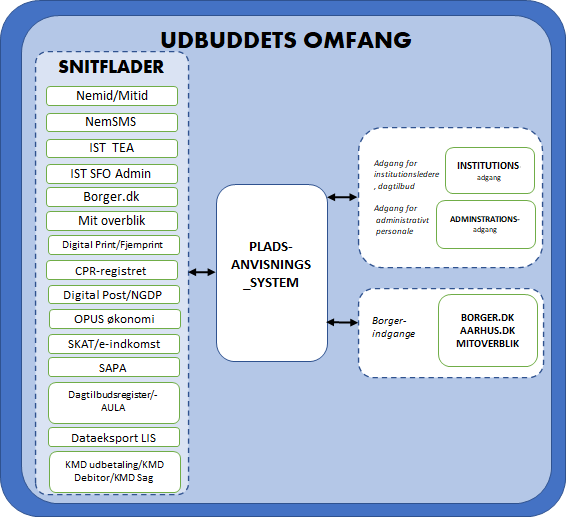 UDBUDDETS OMFANG
SNITFLADER
Nemid/Mitid
NemSMS
IST TEA
IST SFO Admin
Borger.dk
Mit overblik
Digital Print/Fjemprint
CPR-registret
Digital Post/NGDP
OPUS økonomi
SKAT/e-indkomst
SAPA
Dagtilbudsregister/-
AULA
Dataeksport LIS
KMD udbetaling/KMD
Debitor/KMD Sag
PLADS-
ANVISNINGS
_SYSTEM
Adgang for
institutionsledere
, dagtilbud
INSTITUTIONS
adgang
Adgang for
administrativt
personale
ADMINSTRATIONS-
adgang
Borger-
indgange
BORGER.DK
AARHUS.DK
MITOVERBLIK